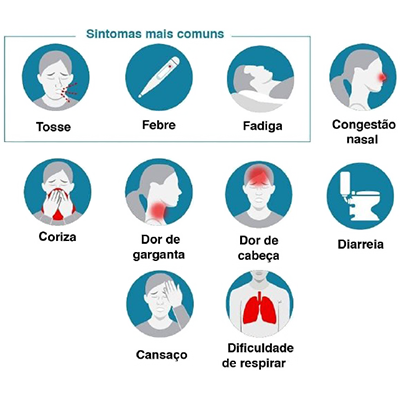 Sintomas mais comuns
Tosse
Febre
Fadiga
Congestão
nasal
Coriza
Dor de
garganta
Dor de
cabeça
Diarreia
Cansaço
Dificuldade
de respirar